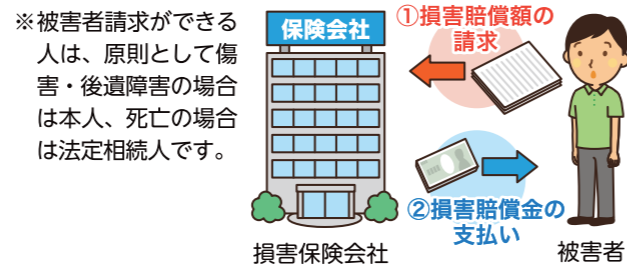 ※被害者請求ができる
人は、原則として傷
害・後遺障害の場合
は本人、死亡の場合
は法定相続人です。
保険会社
①損害賠償額の
請求
②損害賠償金の
支払い
損害保険会社
被害者